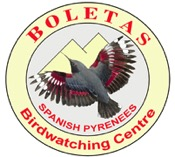 BOLETAS
SPANISH PYRENEES
Birdwatching Centre